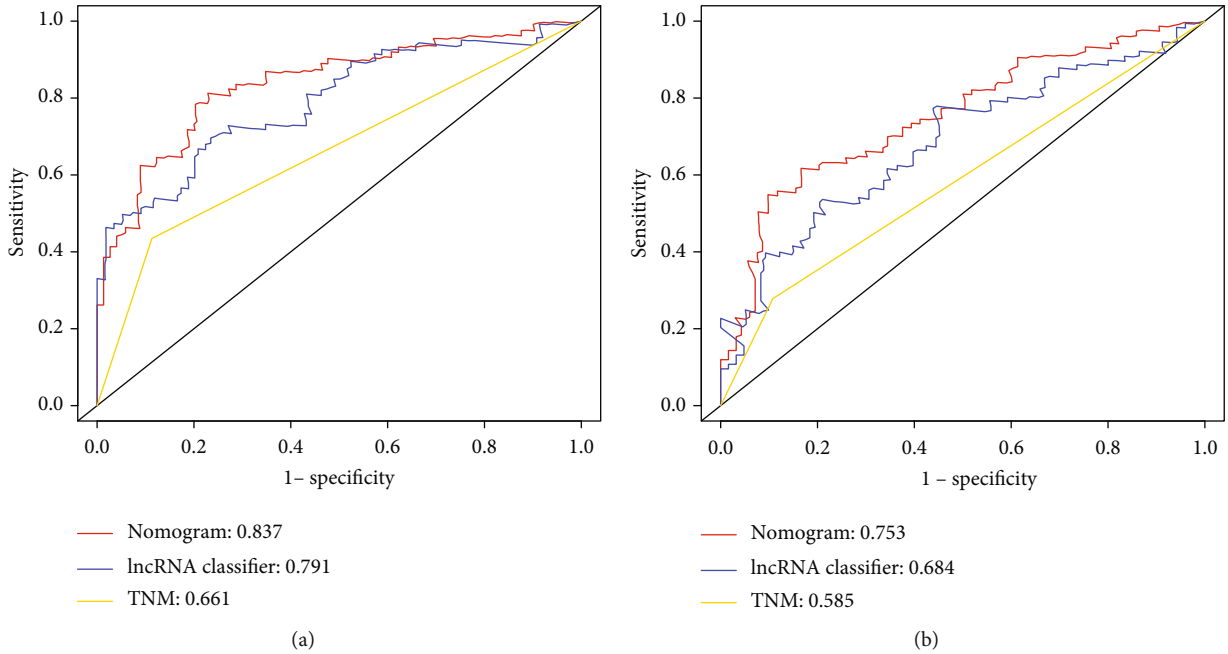 1.0
0.8
0.6
0.4
0.2
0.0
Sensitivity
0.0 0.2 0.4 0.6 0.8 1.0
1– specificity
Nomogram: 0.837
lncRNA classifier: 0.791
TNM: 0.661
(a)
1.0
0.8
0.6
0.4
0.2
0.0
Sensitivity
0.0 0.2 0.4 0.6 0.8 1.0
1 – specificity
Nomogram: 0.753
lncRNA classifier: 0.684
TNM: 0.585
(b)